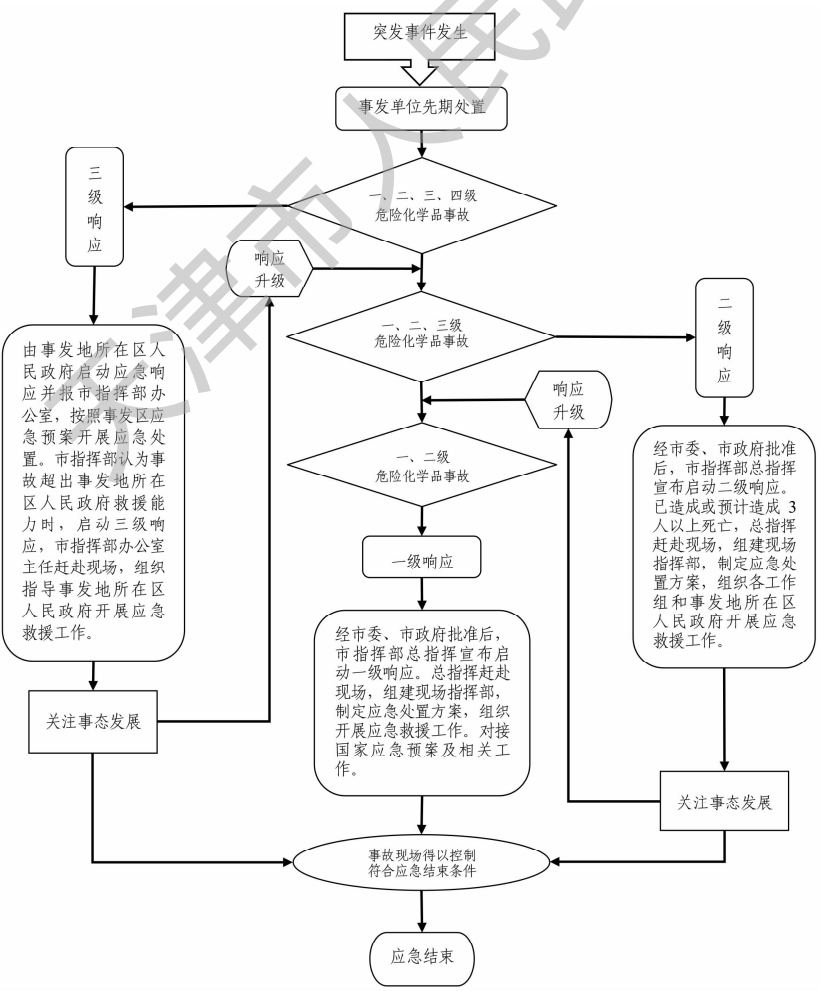 突发事件发生
事发单位先期处置
一、二、三、四级
危险化学品事故
三
级
响
应
响应
升级
一、二、三级
危险化学品事故
二
级
响
应
由事发地所在区人
民政府启动应急响
应并报市指挥部办
公室，按照事发区应
急预案开展应急处
置。市指挥部认为事
故超出事发地所在
区人民政府救援能
力时，启动三级响
应，市指挥部办公室
主任赶赴现场，组织
指导事发地所在区
人民政府开展应急
救援工作。
响应
升级
一、二级
危险化学品事故
经市委、市政府批准
后，市指挥部总指挥
宣布启动二级响应。
已造成或预计造成 3
人以上死亡，总指挥
赶赴现场，组建现场
指挥部，制定应急处
置方案，组织各工作
组和事发地所在区
人民政府开展应急
救援工作。
一级响应
经市委、市政府批准后，
市指挥部总指挥宣布启
动一级响应。总指挥赶赴
现场，组建现场指挥部，
制定应急处置方案，组织
开展应急救援工作。对接
国家应急预案及相关工
作。
关注事态发展
关注事态发展
事故现场得以控制
符合应急结束条件
应急结束
天津市人民